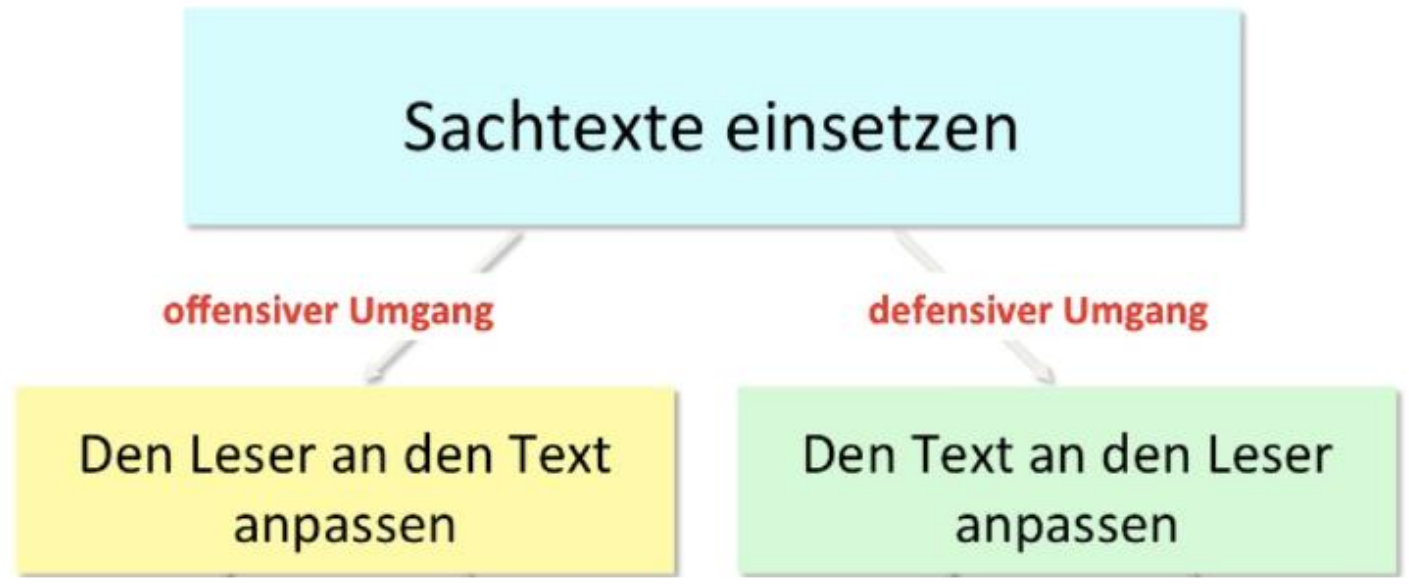 Sachtexte einsetzen
offensiver Umgang
defensiver Umgang
Den Leser an den Text
anpassen
Den Text an den Leser
anpassen